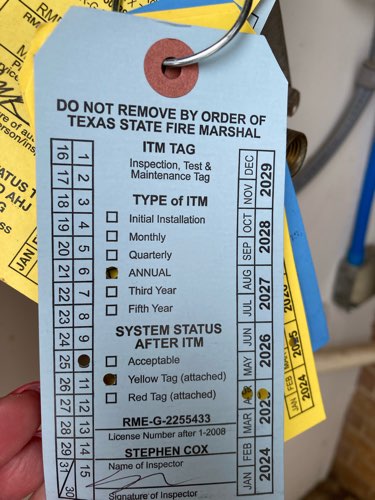 DO NOT REMOVE BY ORDER OF
TEXAS STATE FIRE MARSHAL
ITM TAG
Inspection, Test &
Maintenance Tag
TYPE of ITM
Initial Installation
Monthly
Quarterly
ANNUAL
Third Year
Fifth Year
SYSTEM STATUS
AFTER ITM
Acceptable
Yellow Tag (attached)
Red Tag (attached)
RME-G-2255433
License Number after 1-2008
STEPHEN COX
Name of Inspector
Signature of Inspector
16 1
17 2
18 3
19 4
20 5
21 6
22 7
23 8
24 9
25
26 11
27 12
28 13
29 14
30 15
31
JAN FEB MAR MAY JUN JUL AUG SEP OCT NOV DEC
2024 2026 2027 2028 2029
JAN FEB
2024